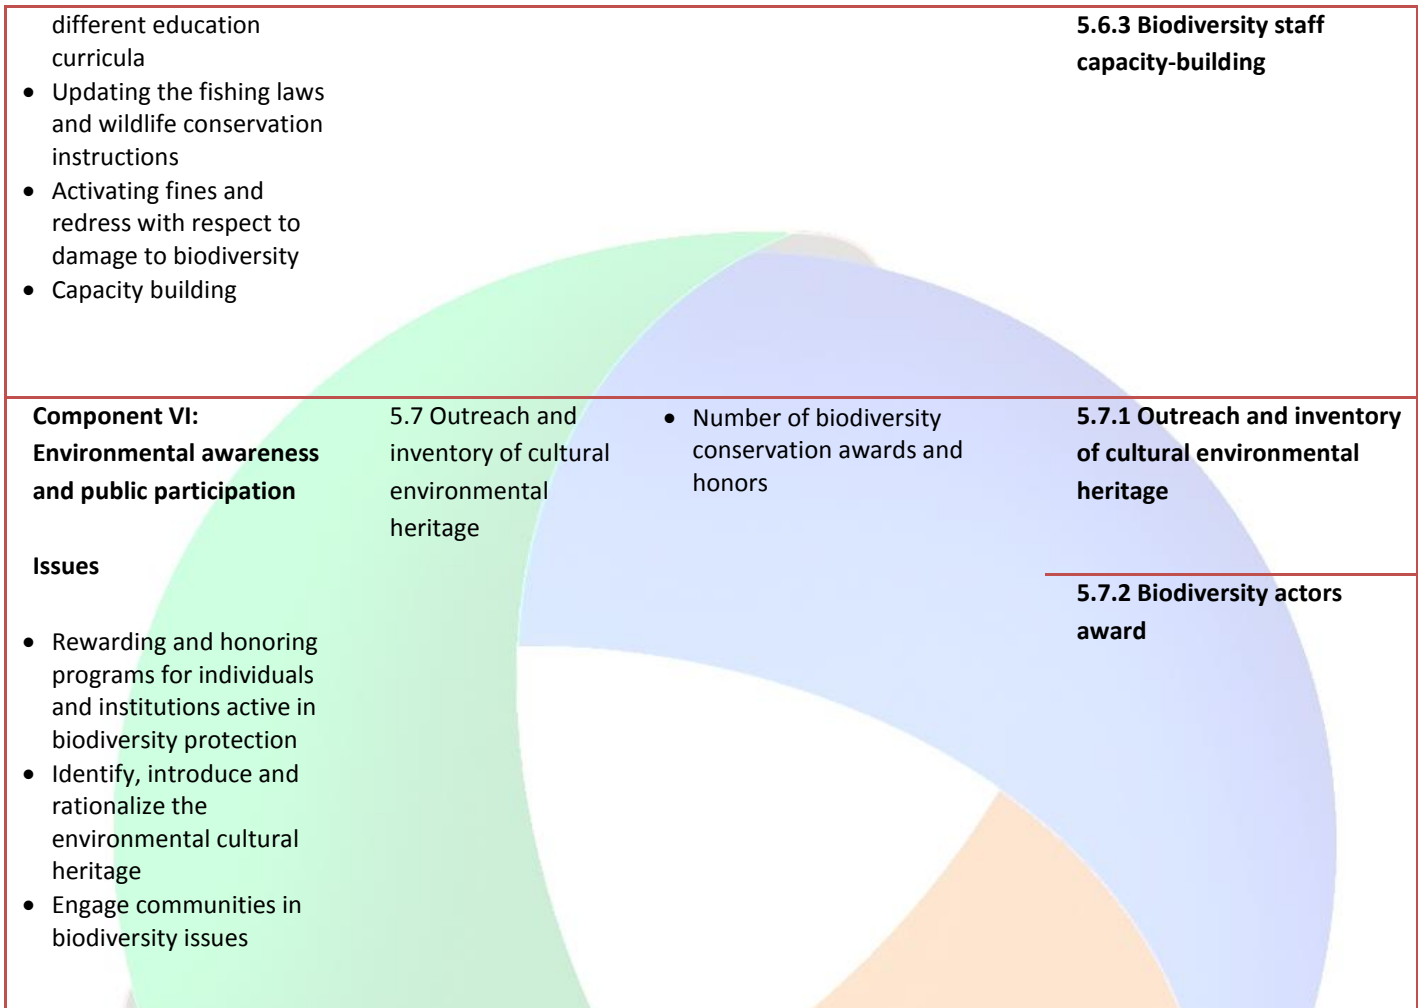 different education
curricula
• Updating the fishing laws
and wildlife conservation
instructions
• Activating fines and
redress with respect to
damage to biodiversity
• Capacity building
5.6.3 Biodiversity staff
capacity-building
Component VI:
Environmental awareness
and public participation
Issues
• Rewarding and honoring
programs for individuals
and institutions active in
biodiversity protection
• Identify, introduce and
rationalize the
environmental cultural
heritage
• Engage communities in
biodiversity issues
5.7 Outreach and
inventory of cultural
environmental
heritage
• Number of biodiversity
conservation awards and
honors
5.7.1 Outreach and inventory
of cultural environmental
heritage
5.7.2 Biodiversity actors
award